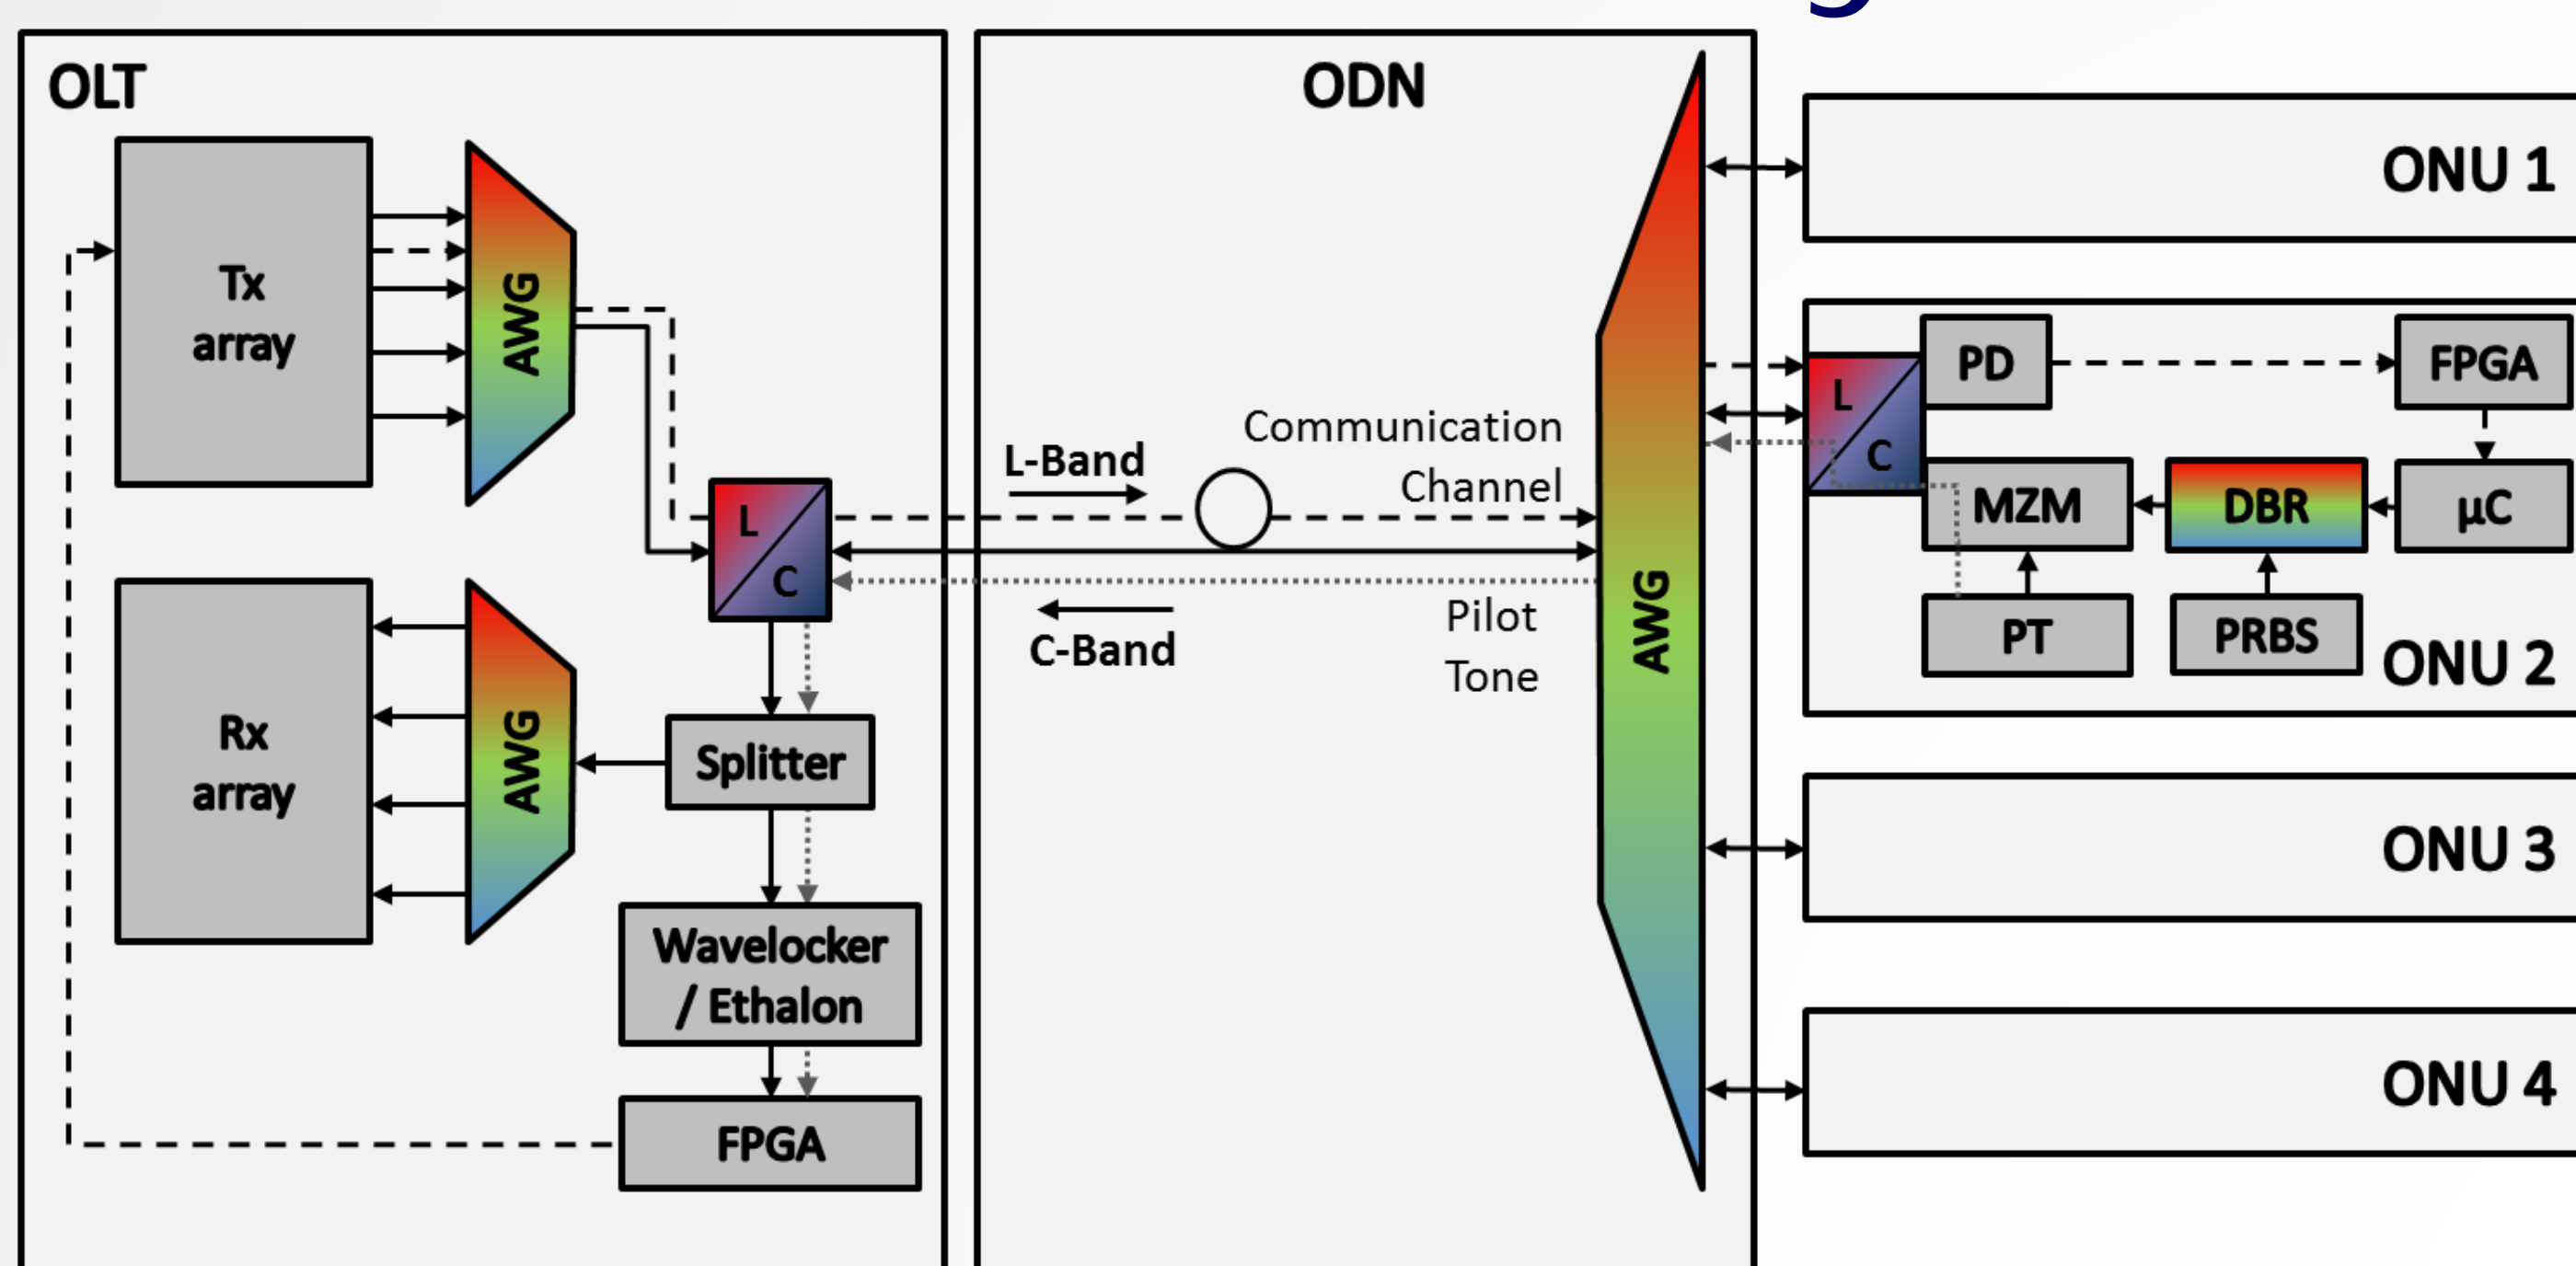 OLT
Tx
array
AWG
L
C
Rx
array
AWG
Splitter
Wavelocker
/ Ethalon
FPGA
ODN
L-Band
Communication
Channel
C-Band
Pilot
Tone
AWG
ONU 1
L
C
PD
FPGA
MZM
DBR
µC
PT
PRBS
ONU 2
ONU 3
ONU 4